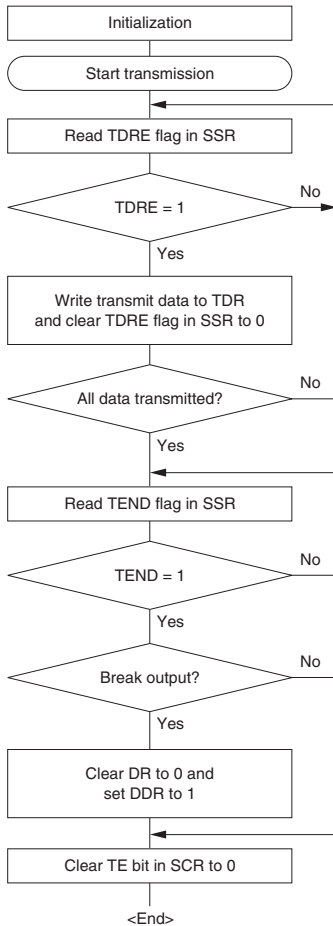 Initialization
Start transmission
Read TDRE flag in SSR
No
TDRE = 1
Yes
Write transmit data to TDR
and clear TDRE flag in SSR to 0
No
All data transmitted?
Yes
Read TEND flag in SSR
No
TEND = 1
Yes
No
Break output?
Yes
Clear DR to 0 and
set DDR to 1
Clear TE bit in SCR to 0
<End>